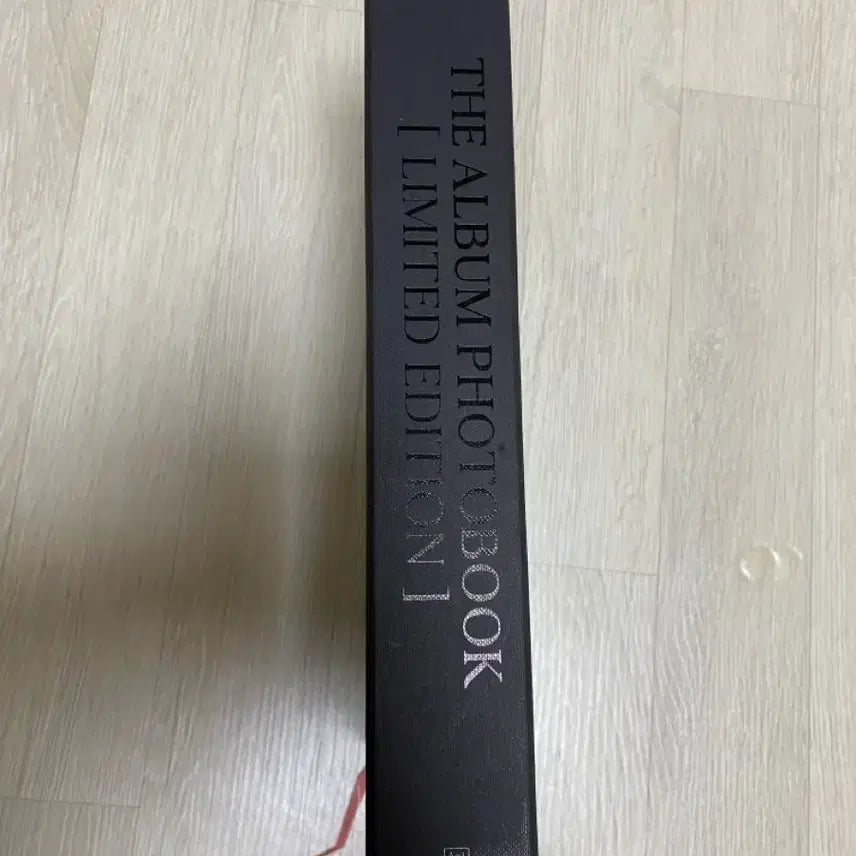 THE ALBUM PHOTOBOOK
[ LIMITED EDITION ]